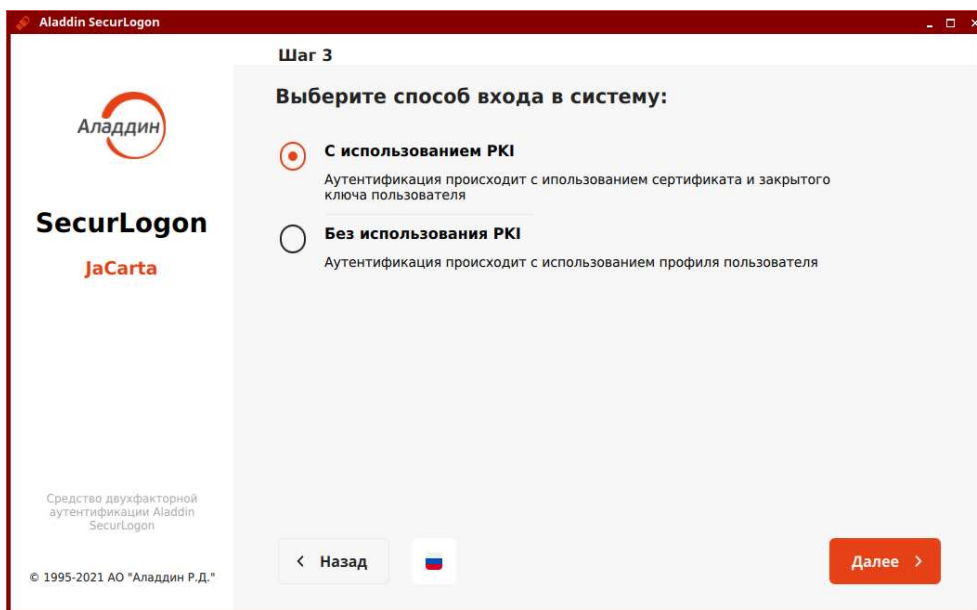 Aladdin SecurLogon
Шаг 3
Выберите способ входа в систему:
Аладдин
С использованием PKI
Аутентификация происходит с ипользованием сертификата и закрытого
ключа пользователя
SecurLogon
JaCarta
Без использования PKI
Аутентификация происходит с использованием профиля пользователя
Средство двухфакторной
аутентификации Aladdin
SecurLogon
Назад
Далее
© 1995-2021 АО "Аладдин Р.Д."